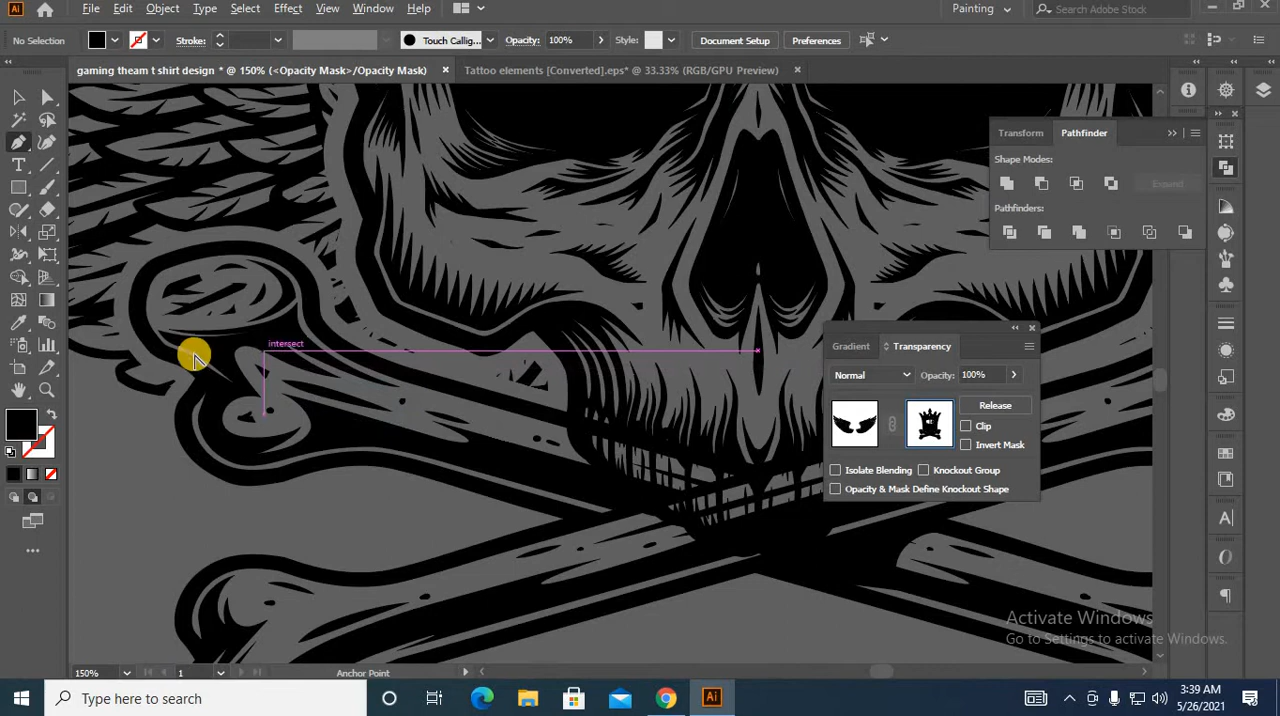 Ai
File Edit Object Type Select Effect View Window Help
Painting
Search Adobe Stock
No Selection
Stroke:
Touch Callig...
Opacity: 100%
Style:
Document Setup
Preferences
gaming theam t shirt design * @ 150% (<Opacity Mask>/Opacity Mask)
Tattoo elements [Converted].eps* @ 33.33% (RGB/GPU Preview)
Transform
Pathfinder
Shape Modes:
Expand
Pathfinders:
intersect
Gradient
Transparency
Normal
Opacity: 100%
Release
Clip
Invert Mask
Isolate Blending
Knockout Group
Opacity & Mask Define Knockout Shape
Activate Windows
Go to Settings to activate Windows.
150%
1
Anchor Point
Type here to search
Ai
3:39 AM
5/26/2021